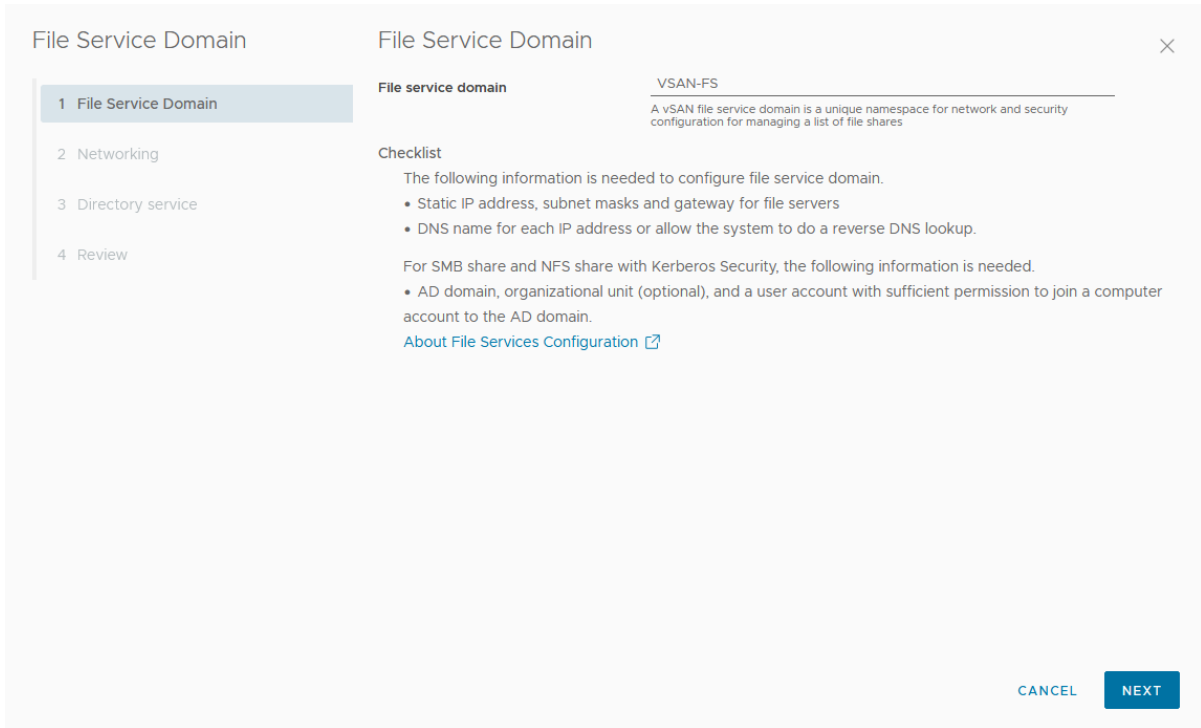 File Service Domain
1 File Service Domain
2 Networking
3 Directory service
4 Review
File Service Domain
File service domain
VSAN-FS
A vSAN file service domain is a unique namespace for network and security
configuration for managing a list of file shares
Checklist
The following information is needed to configure file service domain.
• Static IP address, subnet masks and gateway for file servers
• DNS name for each IP address or allow the system to do a reverse DNS lookup.
For SMB share and NFS share with Kerberos Security, the following information is needed.
• AD domain, organizational unit (optional), and a user account with sufficient permission to join a computer
account to the AD domain.
About File Services Configuration
CANCEL
NEXT